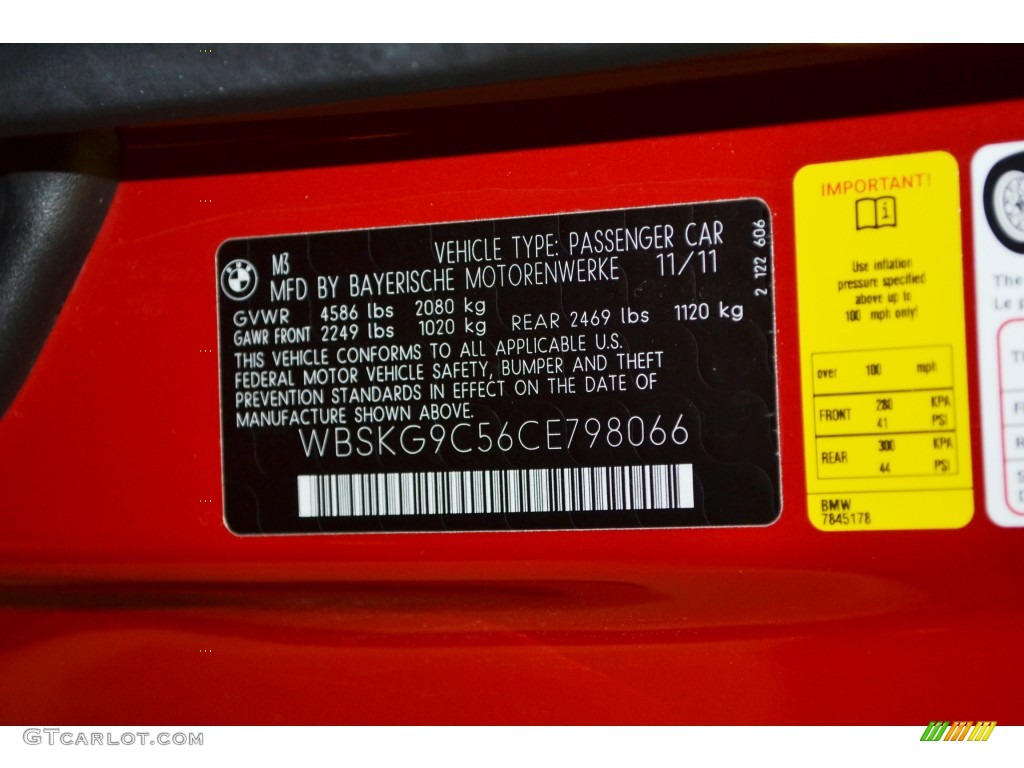 VEHICLE TYPE: PASSENGER CAR
M3
MFD BY BAYERISCHE MOTORENWERKE 11/11
GVWR 4586 lbs 2080 kg
GAWR FRONT 2249 lbs 1020 kg REAR 2469 lbs 1120 kg
THIS VEHICLE CONFORMS TO ALL APPLICABLE U.S.
FEDERAL MOTOR VEHICLE SAFETY, BUMPER AND THEFT
PREVENTION STANDARDS IN EFFECT ON THE DATE OF
MANUFACTURE SHOWN ABOVE.
WBSKG9C56CE798066
2 122 606
BMW
IMPORTANT!
i
Use inflation
pressure specified
above up to
100 mph only!
over 100 mph
FRONT 280 KPA
41 PSI
REAR 300 KPA
44 PSI
BMW
7845178
The
Le p
GTCARLOT.COM